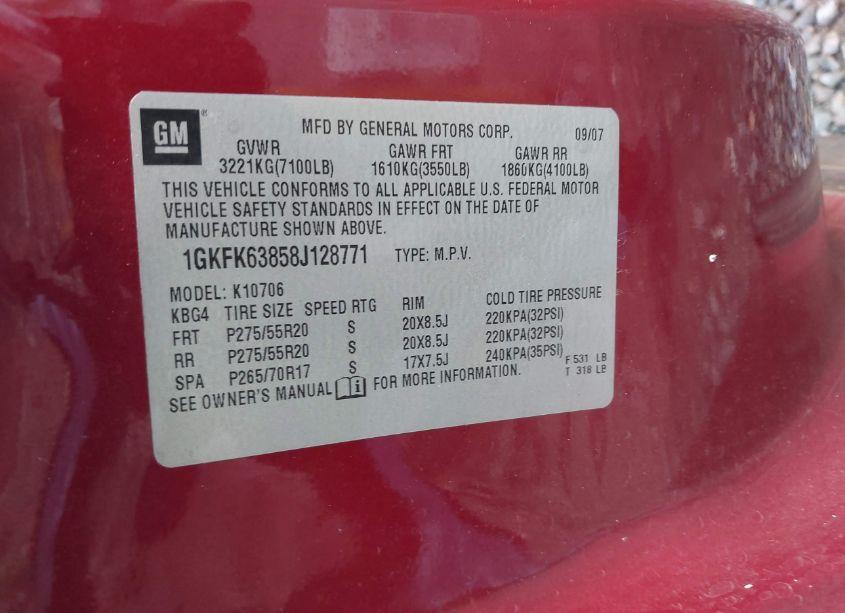 GM ® MFD BY GENERAL MOTORS CORP. 09/07
GVWR GAWR FRT GAWR RR
3221KG(7100LB) 1610KG(3550LB) 1860KG(4100LB)
THIS VEHICLE CONFORMS TO ALL APPLICABLE U.S. FEDERAL MOTOR
VEHICLE SAFETY STANDARDS IN EFFECT ON THE DATE OF
MANUFACTURE SHOWN ABOVE.
1GKFK63858J128771 TYPE: M.P.V.
MODEL: K10706
KBG4 TIRE SIZE SPEED RTG RIM COLD TIRE PRESSURE
FRT P275/55R20 S 20X8.5J 220KPA(32PSI)
RR P275/55R20 S 20X8.5J 220KPA(32PSI)
SPA P265/70R17 S 17X7.5J 240KPA(35PSI) F 531 LB
T 318 LB
SEE OWNER'S MANUAL i FOR MORE INFORMATION.